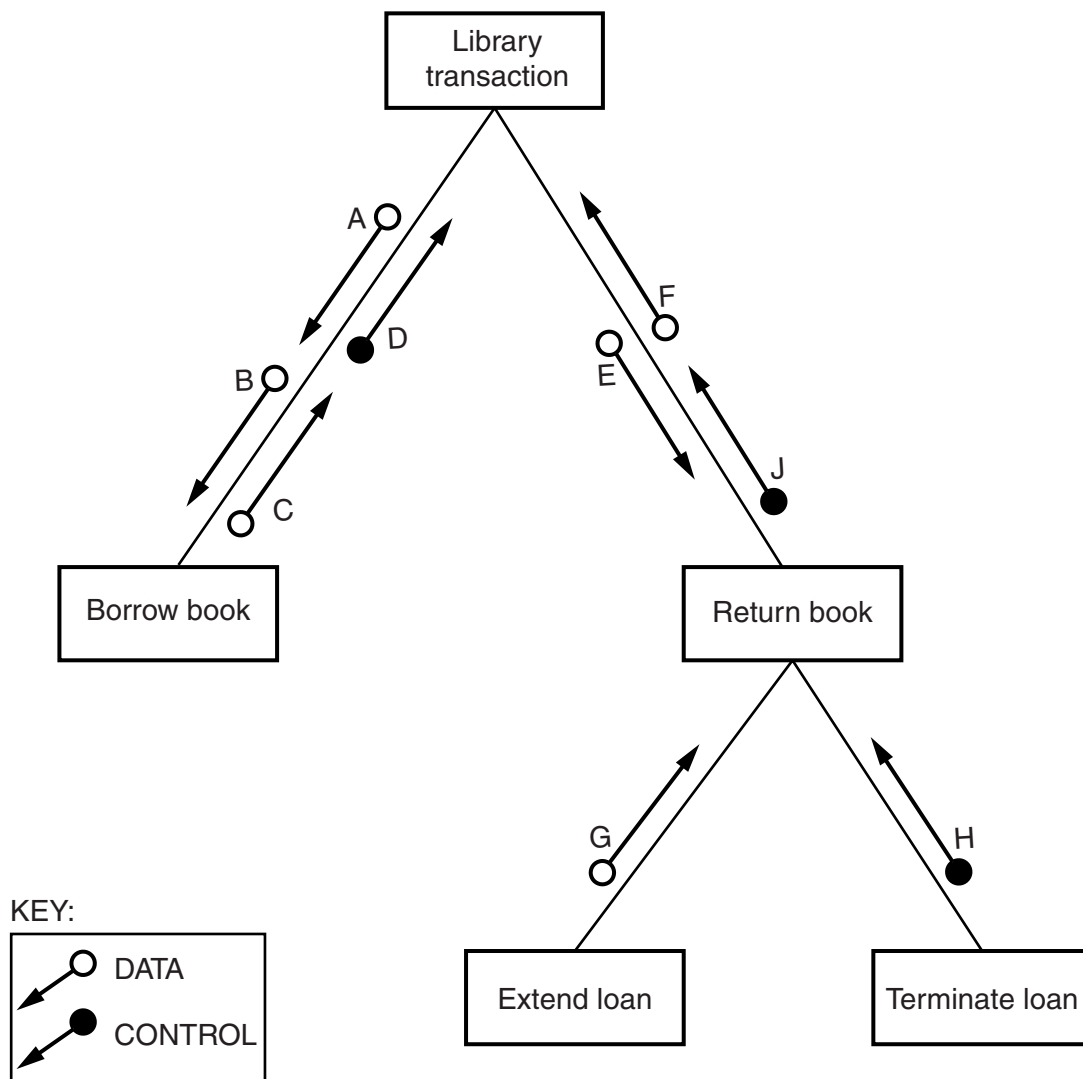 Library
transaction
A
D
B
C
F
E
J
Borrow book
Return book
G
H
KEY:
DATA
CONTROL
Extend loan
Terminate loan